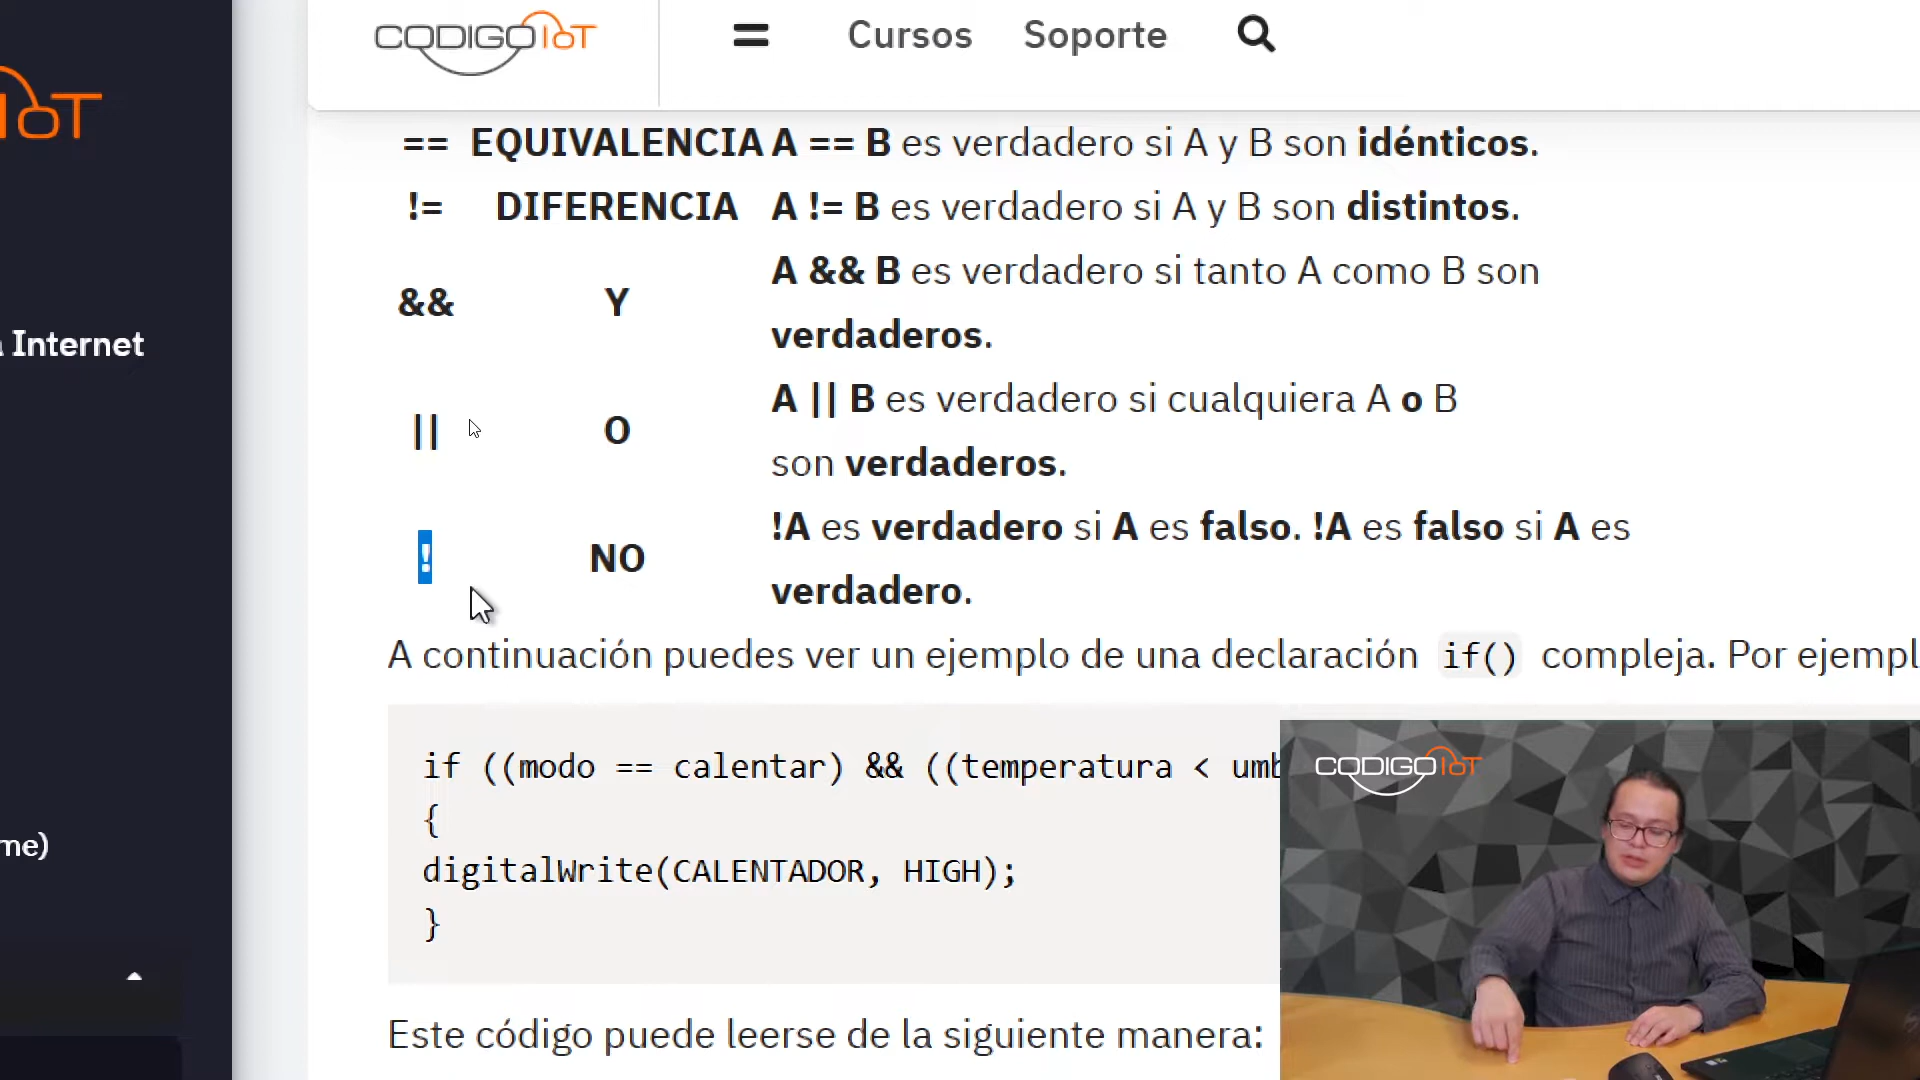 CODIGO IoT
Cursos
Soporte
IoT
== EQUIVALENCIA A == B es verdadero si A y B son idénticos.
!= DIFERENCIA A != B es verdadero si A y B son distintos.
&& Y A && B es verdadero si tanto A como B son
verdaderos.
|| O A || B es verdadero si cualquiera A o B
son verdaderos.
! NO !A es verdadero si A es falso. !A es falso si A es
verdadero.
Internet
me)
A continuación puedes ver un ejemplo de una declaración if() compleja. Por ejempl
if ((modo == calentar) && ((temperatura < umb
{
digitalWrite(CALENTADOR, HIGH);
}
Este código puede leerse de la siguiente manera:
CODIGO IoT